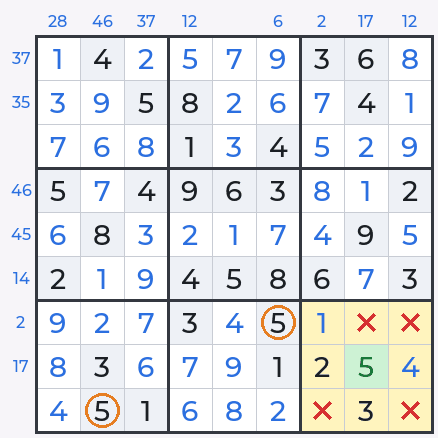 28 46 37 12 6 2 17 12
37 1 4 2 5 7 9 3 6 8
35 3 9 5 8 2 6 7 4 1
7 6 8 1 3 4 5 2 9
46 5 7 4 9 6 3 8 1 2
45 6 8 3 2 1 7 4 9 5
14 2 1 9 4 5 8 6 7 3
2 9 2 7 3 4 5 1
17 8 3 6 7 9 1 2 5 4
4 5 1 6 8 2 3